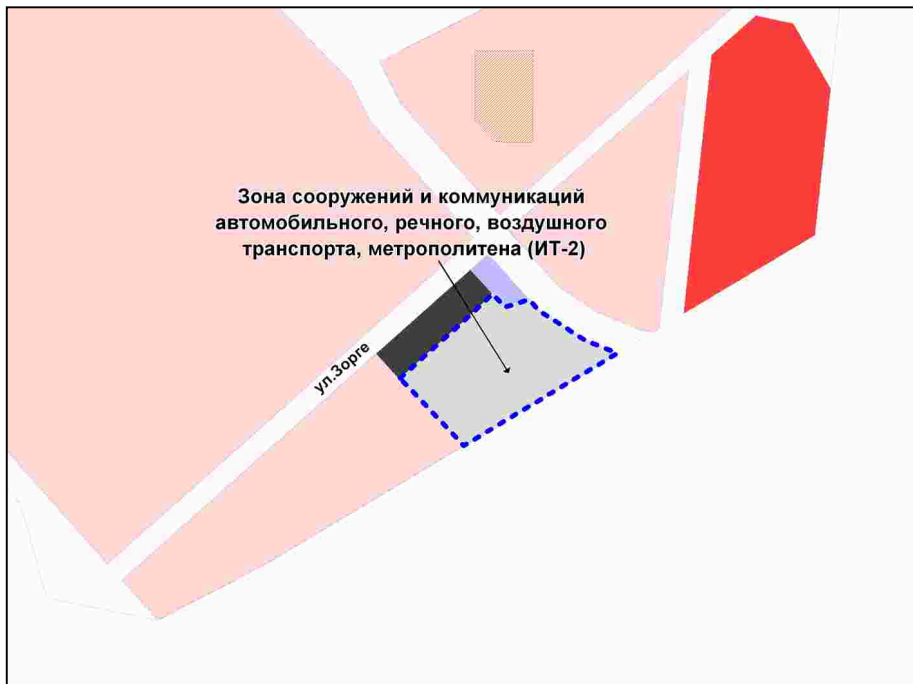 Зона сооружений и коммуникаций
автомобильного, речного, воздушного
транспорта, метрополитена (ИТ-2)
ул.Зорге